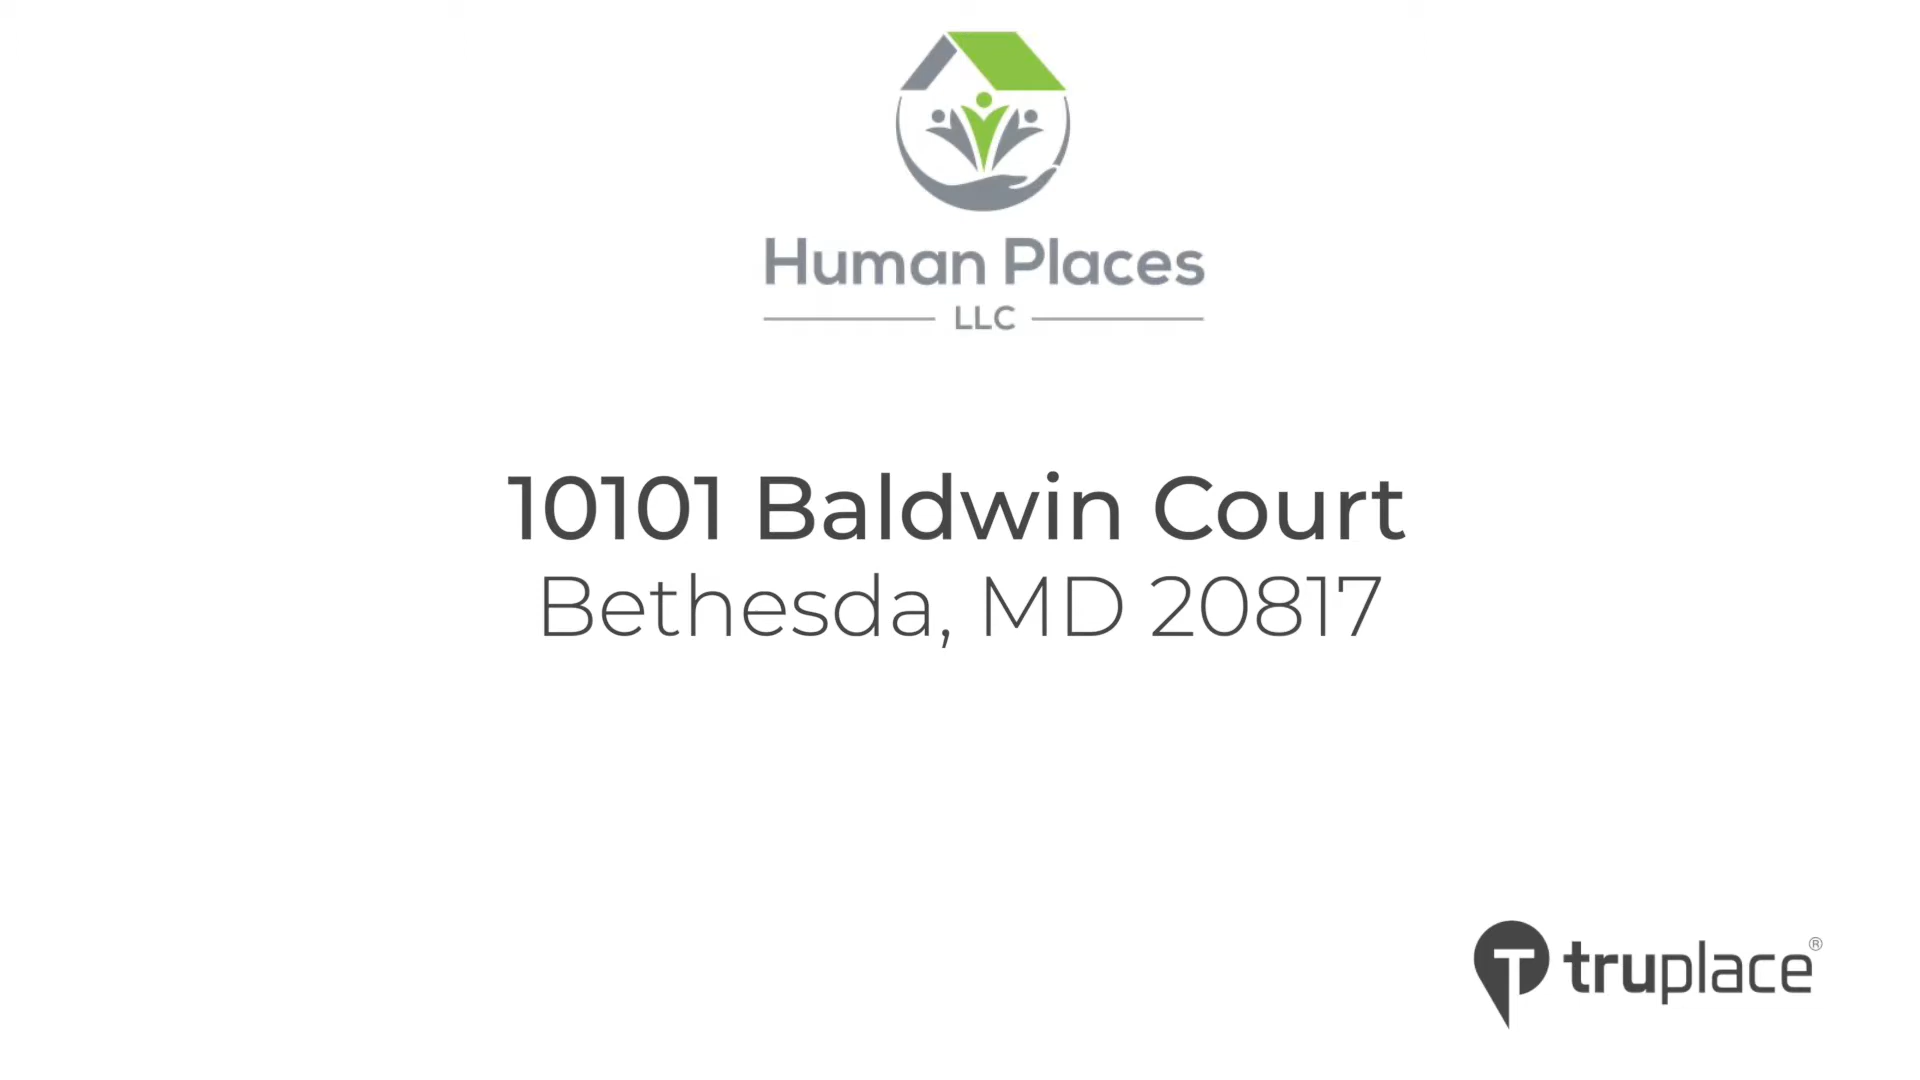 Human Places
LLC
10101 Baldwin Court
Bethesda, MD 20817
truplace®